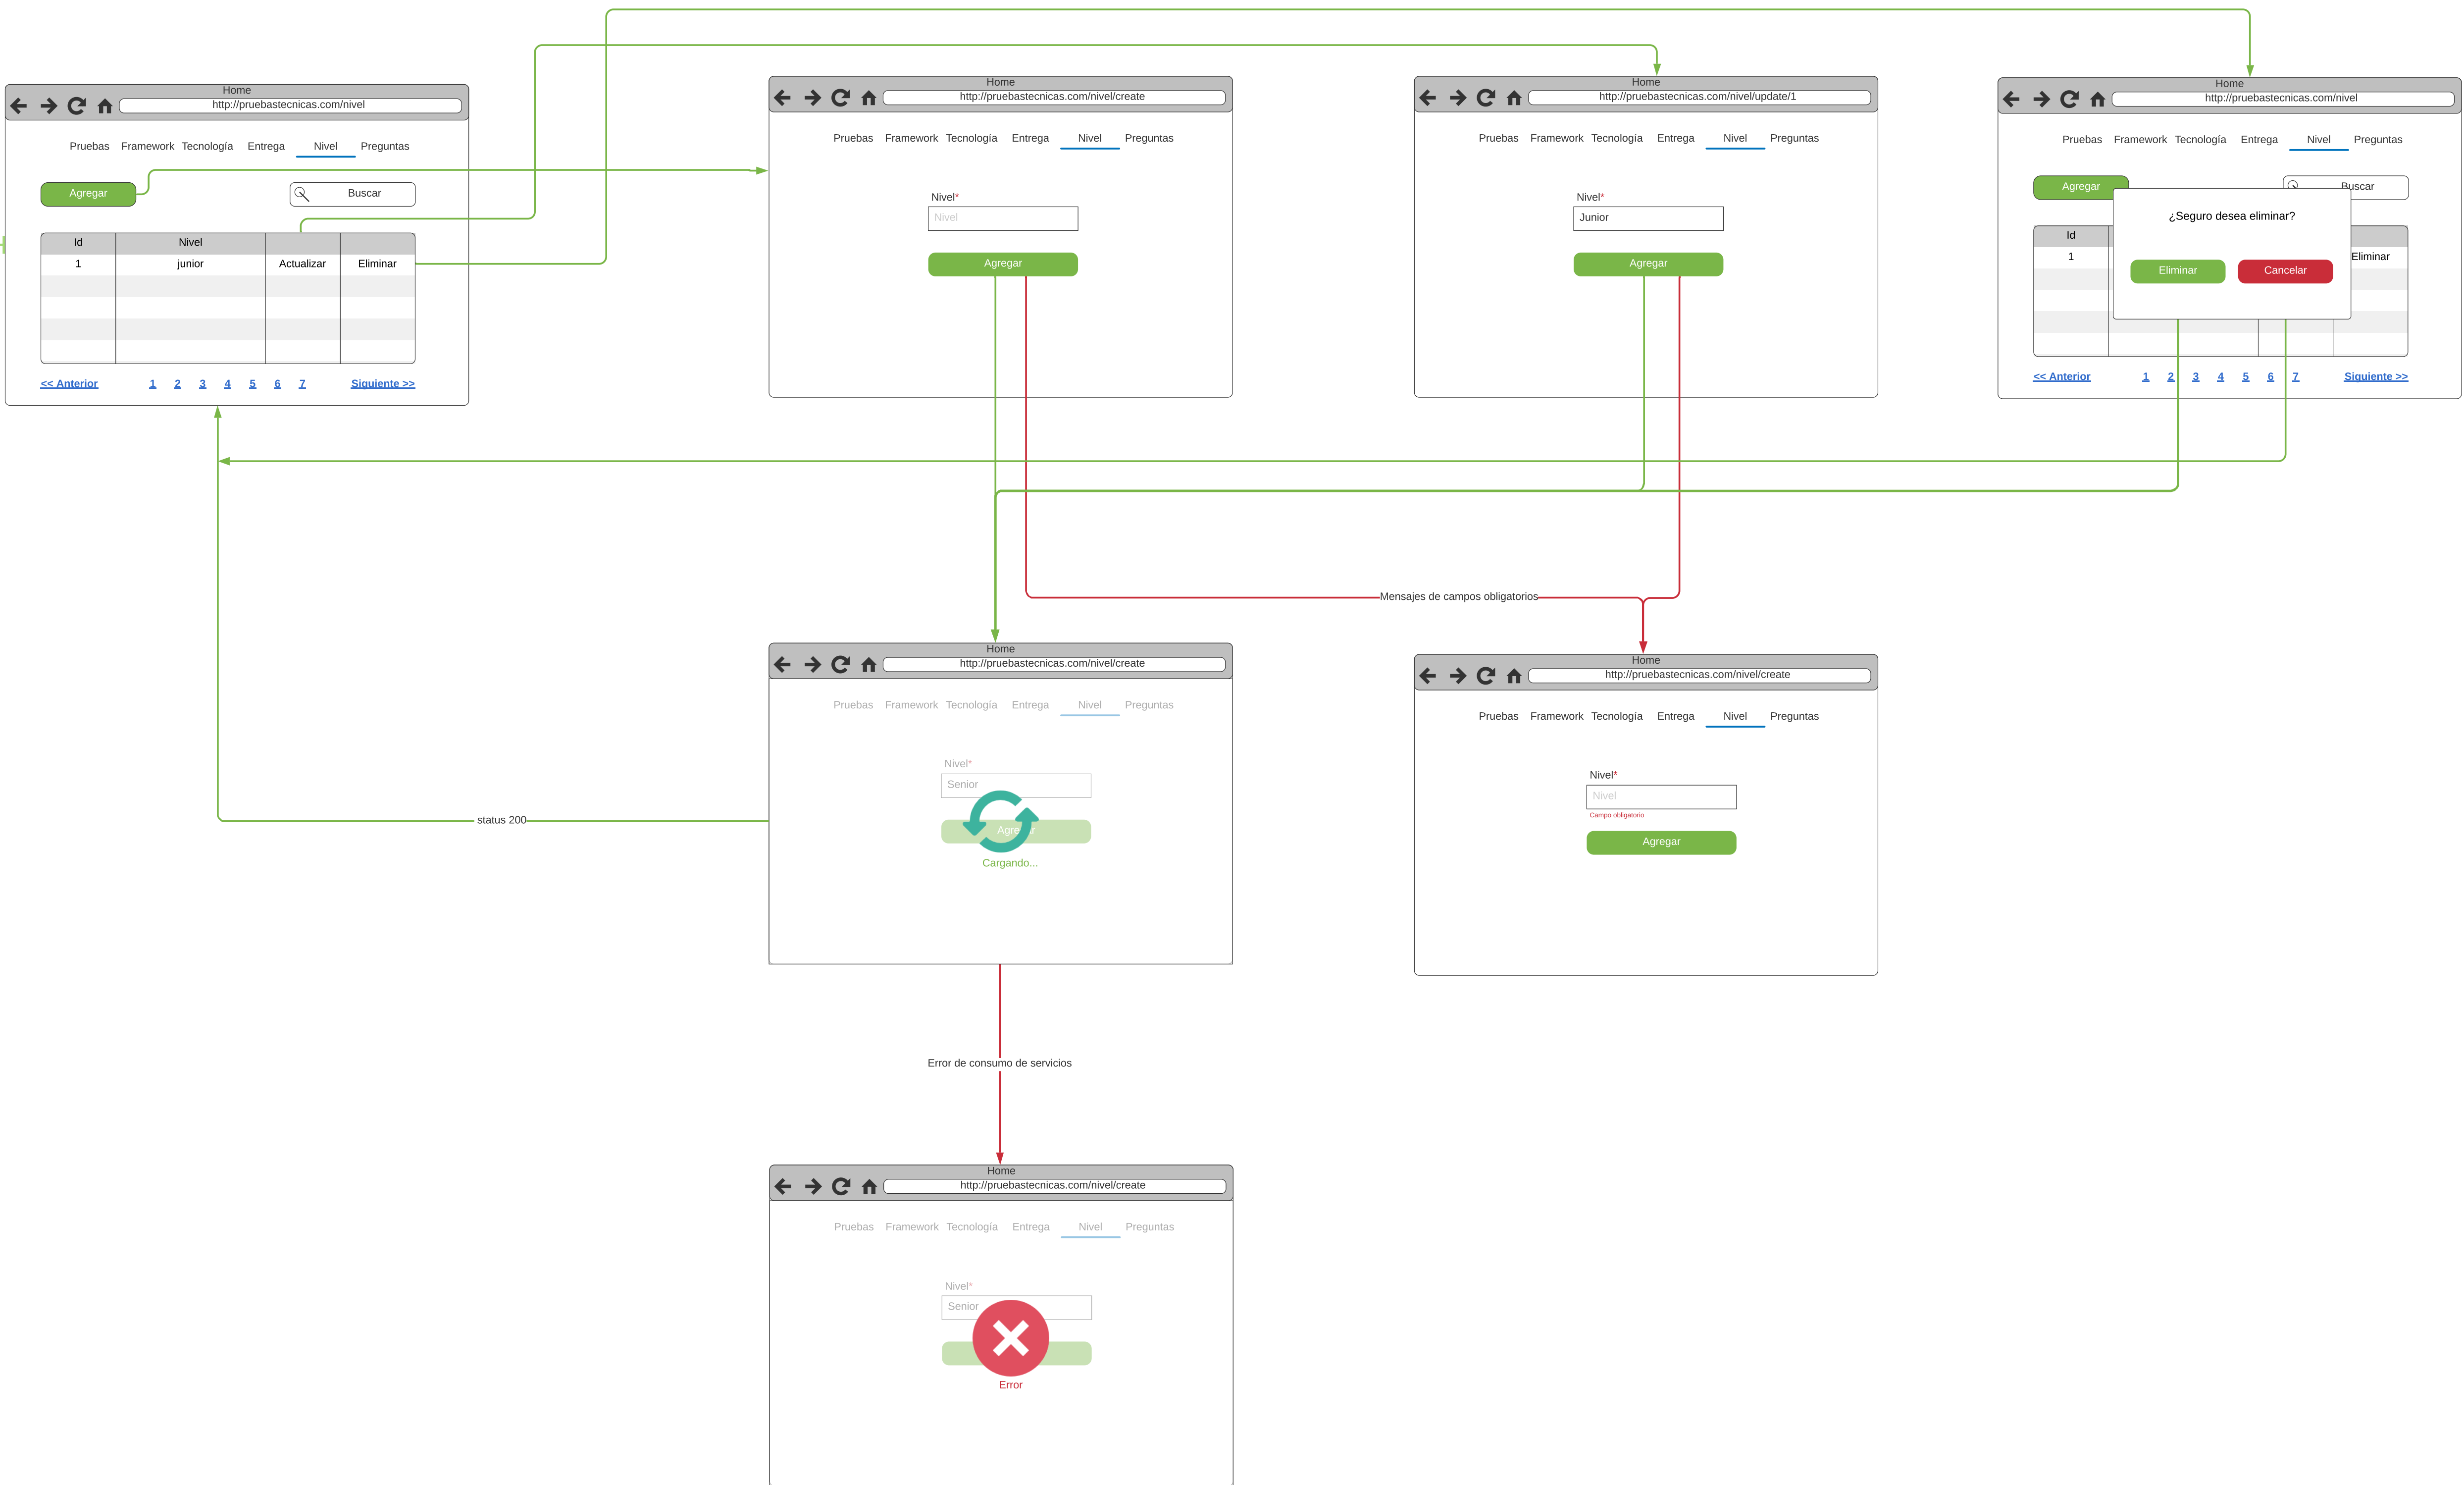 Home
http://pruebastecnicas.com/nivel
Pruebas Framework Tecnología Entrega Nivel Preguntas
Agregar Buscar
Id Nivel
1 junior Actualizar Eliminar
<< Anterior 1 2 3 4 5 6 7 Siguiente >>
Home
http://pruebastecnicas.com/nivel/create
Pruebas Framework Tecnología Entrega Nivel Preguntas
Nivel*
Nivel
Agregar
Home
http://pruebastecnicas.com/nivel/update/1
Pruebas Framework Tecnología Entrega Nivel Preguntas
Nivel*
Junior
Agregar
Home
http://pruebastecnicas.com/nivel
Pruebas Framework Tecnología Entrega Nivel Preguntas
Agregar Buscar
¿Seguro desea eliminar?
Id
1 Eliminar
Eliminar Cancelar
<< Anterior 1 2 3 4 5 6 7 Siguiente >>
Mensajes de campos obligatorios
Home
http://pruebastecnicas.com/nivel/create
Pruebas Framework Tecnología Entrega Nivel Preguntas
Nivel*
Senior
Agregar
Cargando...
status 200
Home
http://pruebastecnicas.com/nivel/create
Pruebas Framework Tecnología Entrega Nivel Preguntas
Nivel*
Nivel
Campo obligatorio
Agregar
Error de consumo de servicios
Home
http://pruebastecnicas.com/nivel/create
Pruebas Framework Tecnología Entrega Nivel Preguntas
Nivel*
Senior
Error